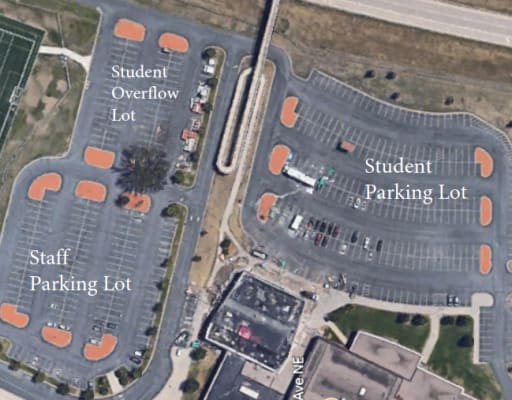 Student
Overflow
Lot
Student
Parking Lot
Staff
Parking Lot
Ave NE